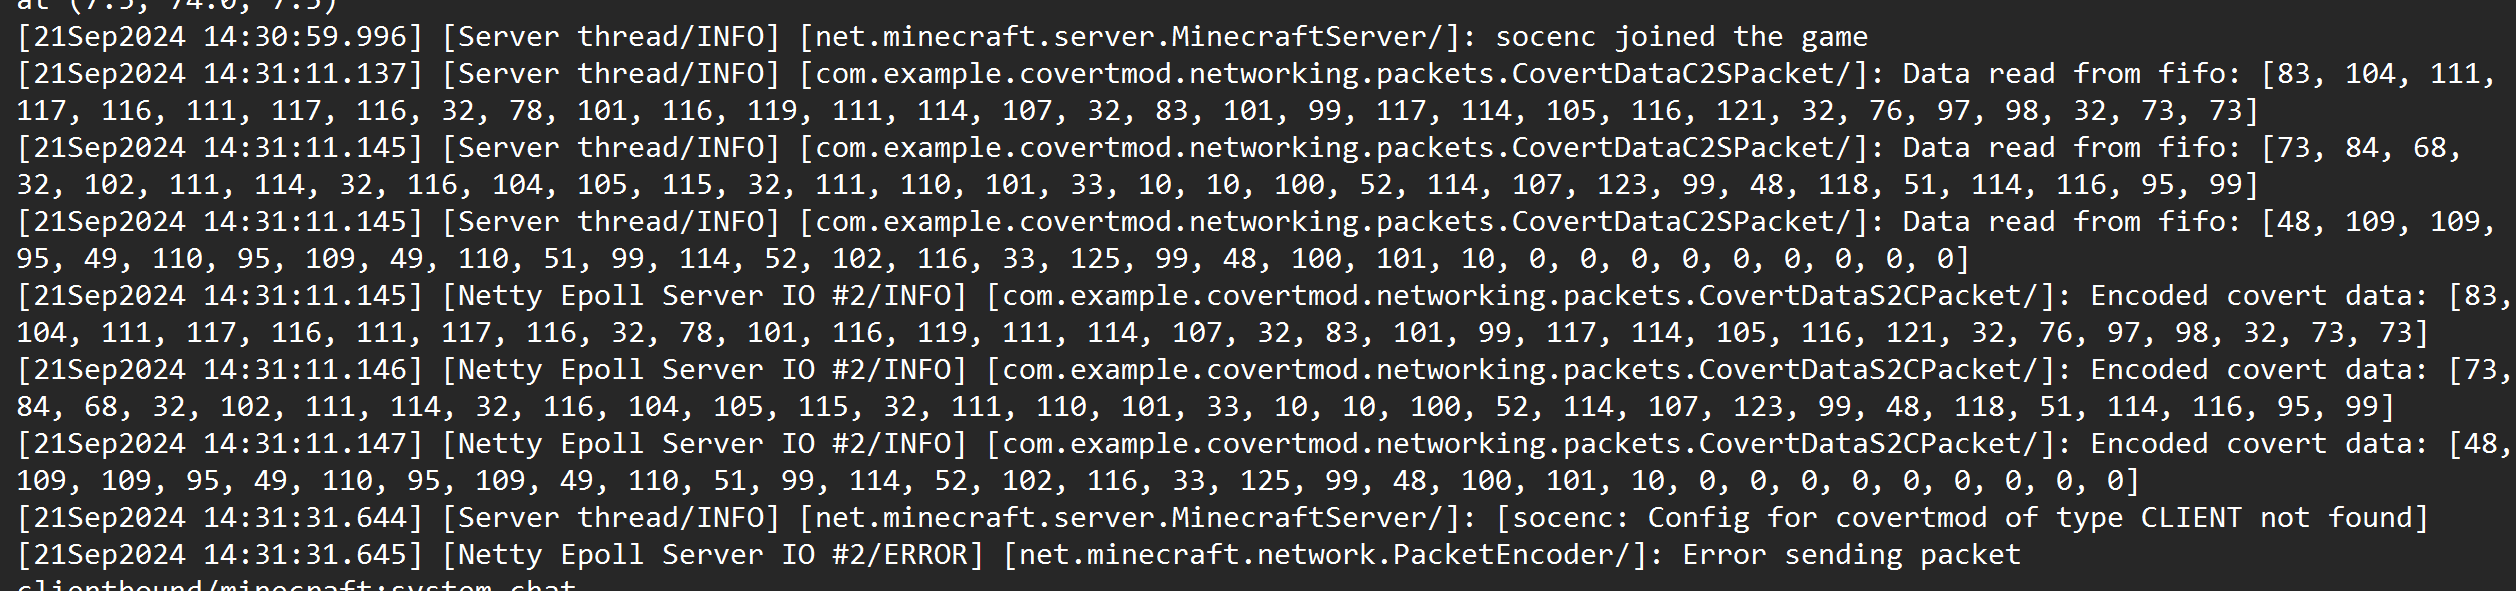 at (7.5, 74.0, 7.5)
[21Sep2024 14:30:59.996] [Server thread/INFO] [net.minecraft.server.MinecraftServer/]: socenc joined the game
[21Sep2024 14:31:11.137] [Server thread/INFO] [com.example.covertmod.networking.packets.CovertDataC2SPacket/]: Data read from fifo: [83, 104, 111,
117, 116, 111, 117, 116, 32, 78, 101, 116, 119, 111, 114, 107, 32, 83, 101, 99, 117, 114, 105, 116, 121, 32, 76, 97, 98, 32, 73, 73]
[21Sep2024 14:31:11.145] [Server thread/INFO] [com.example.covertmod.networking.packets.CovertDataC2SPacket/]: Data read from fifo: [73, 84, 68,
32, 102, 111, 114, 32, 116, 104, 105, 115, 32, 111, 110, 101, 33, 10, 10, 100, 52, 114, 107, 123, 99, 48, 118, 51, 114, 116, 95, 99]
[21Sep2024 14:31:11.145] [Server thread/INFO] [com.example.covertmod.networking.packets.CovertDataC2SPacket/]: Data read from fifo: [48, 109, 109,
95, 49, 110, 95, 109, 49, 110, 51, 99, 114, 52, 102, 116, 33, 125, 99, 48, 100, 101, 10, 0, 0, 0, 0, 0, 0, 0, 0, 0]
[21Sep2024 14:31:11.145] [Netty Epoll Server IO #2/INFO] [com.example.covertmod.networking.packets.CovertDataS2CPacket/]: Encoded covert data: [83,
104, 111, 117, 116, 111, 117, 116, 32, 78, 101, 116, 119, 111, 114, 107, 32, 83, 101, 99, 117, 114, 105, 116, 121, 32, 76, 97, 98, 32, 73, 73]
[21Sep2024 14:31:11.146] [Netty Epoll Server IO #2/INFO] [com.example.covertmod.networking.packets.CovertDataS2CPacket/]: Encoded covert data: [73,
84, 68, 32, 102, 111, 114, 32, 116, 104, 105, 115, 32, 111, 110, 101, 33, 10, 10, 100, 52, 114, 107, 123, 99, 48, 118, 51, 114, 116, 95, 99]
[21Sep2024 14:31:11.147] [Netty Epoll Server IO #2/INFO] [com.example.covertmod.networking.packets.CovertDataS2CPacket/]: Encoded covert data: [48,
109, 109, 95, 49, 110, 95, 109, 49, 110, 51, 99, 114, 52, 102, 116, 33, 125, 99, 48, 100, 101, 10, 0, 0, 0, 0, 0, 0, 0, 0, 0]
[21Sep2024 14:31:31.644] [Server thread/INFO] [net.minecraft.server.MinecraftServer/]: [socenc: Config for covertmod of type CLIENT not found]
[21Sep2024 14:31:31.645] [Netty Epoll Server IO #2/ERROR] [net.minecraft.network.PacketEncoder/]: Error sending packet
clientbound/minecraft:system_chat